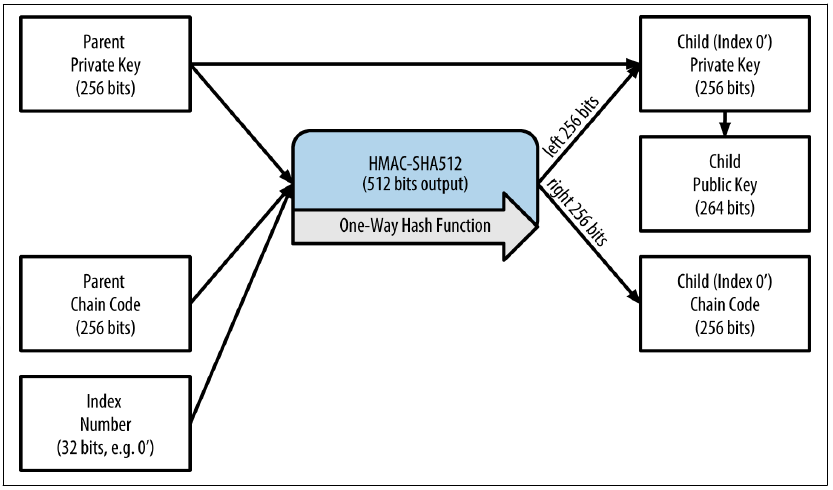 Parent
Private Key
(256 bits)
Parent
Chain Code
(256 bits)
Index
Number
(32 bits, e.g. 0’)
HMAC-SHA512
(512 bits output)
One-Way Hash Function
left 256 bits
right 256 bits
Child (Index 0’)
Private Key
(256 bits)
Child
Public Key
(264 bits)
Child (Index 0’)
Chain Code
(256 bits)